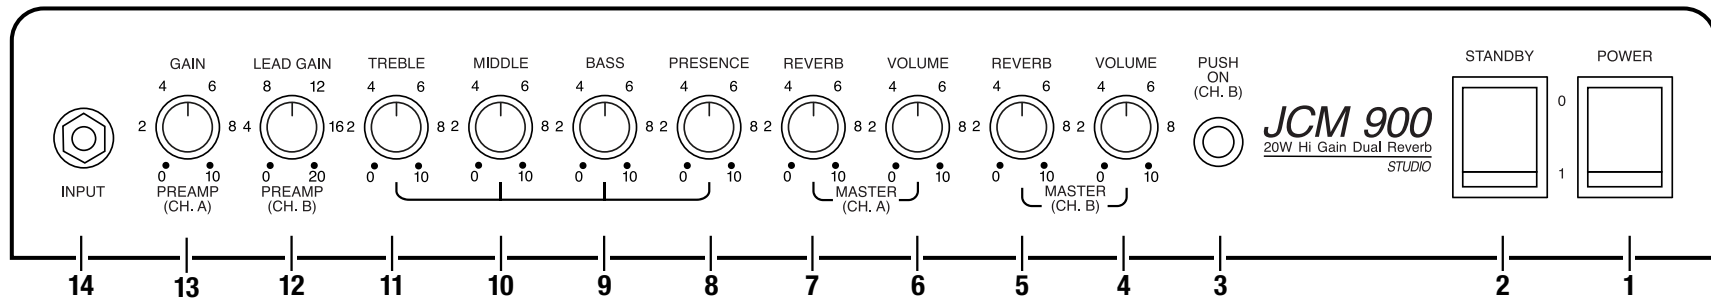 GAIN LEAD GAIN TREBLE MIDDLE BASS PRESENCE REVERB VOLUME REVERB VOLUME PUSH STANDBY POWER
ON
(CH. B)
4 6 8 12 4 6 4 6 4 6 4 6 4 6 4 6 4 6 4 6
0
2 8 4 16 2 8 2 8 2 8 2 8 2 8 2 8 2 8 2 8
JCM 900
20W Hi Gain Dual Reverb
STUDIO
1
0 10 0 20 0 10 0 10 0 10 0 10 0 10 0 10 0 10 0 10
INPUT PREAMP PREAMP MASTER MASTER
(CH. A) (CH. B) (CH. A) (CH. B)
14 13 12 11 10 9 8 7 6 5 4 3 2 1